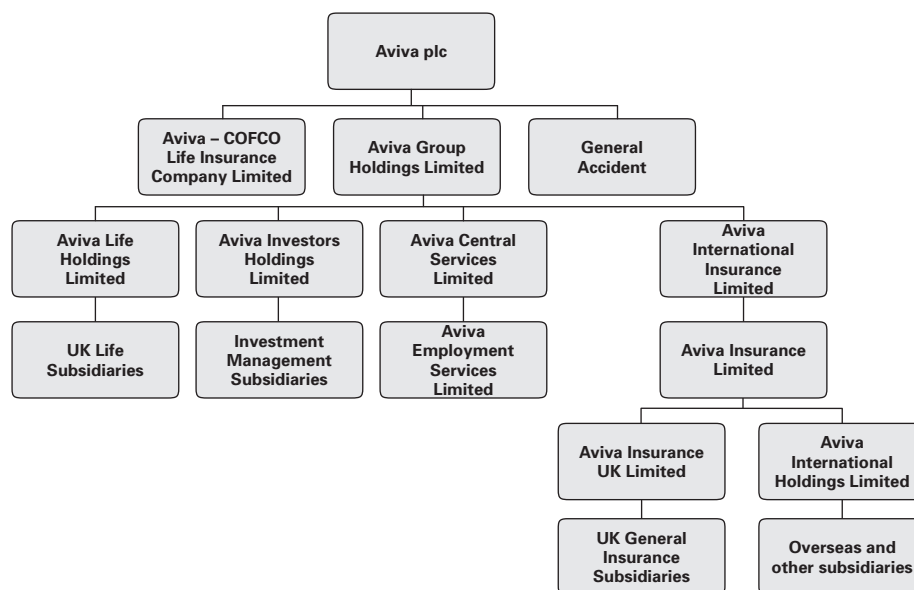 Aviva plc
Aviva – COFCO
Life Insurance
Company Limited
Aviva Group
Holdings Limited
General
Accident
Aviva Life
Holdings
Limited
Aviva Investors
Holdings
Limited
Aviva Central
Services
Limited
Aviva
International
Insurance
Limited
UK Life
Subsidiaries
Investment
Management
Subsidiaries
Aviva
Employment
Services
Limited
Aviva Insurance
Limited
Aviva Insurance
UK Limited
Aviva
International
Holdings Limited
UK General
Insurance
Subsidiaries
Overseas and
other subsidiaries